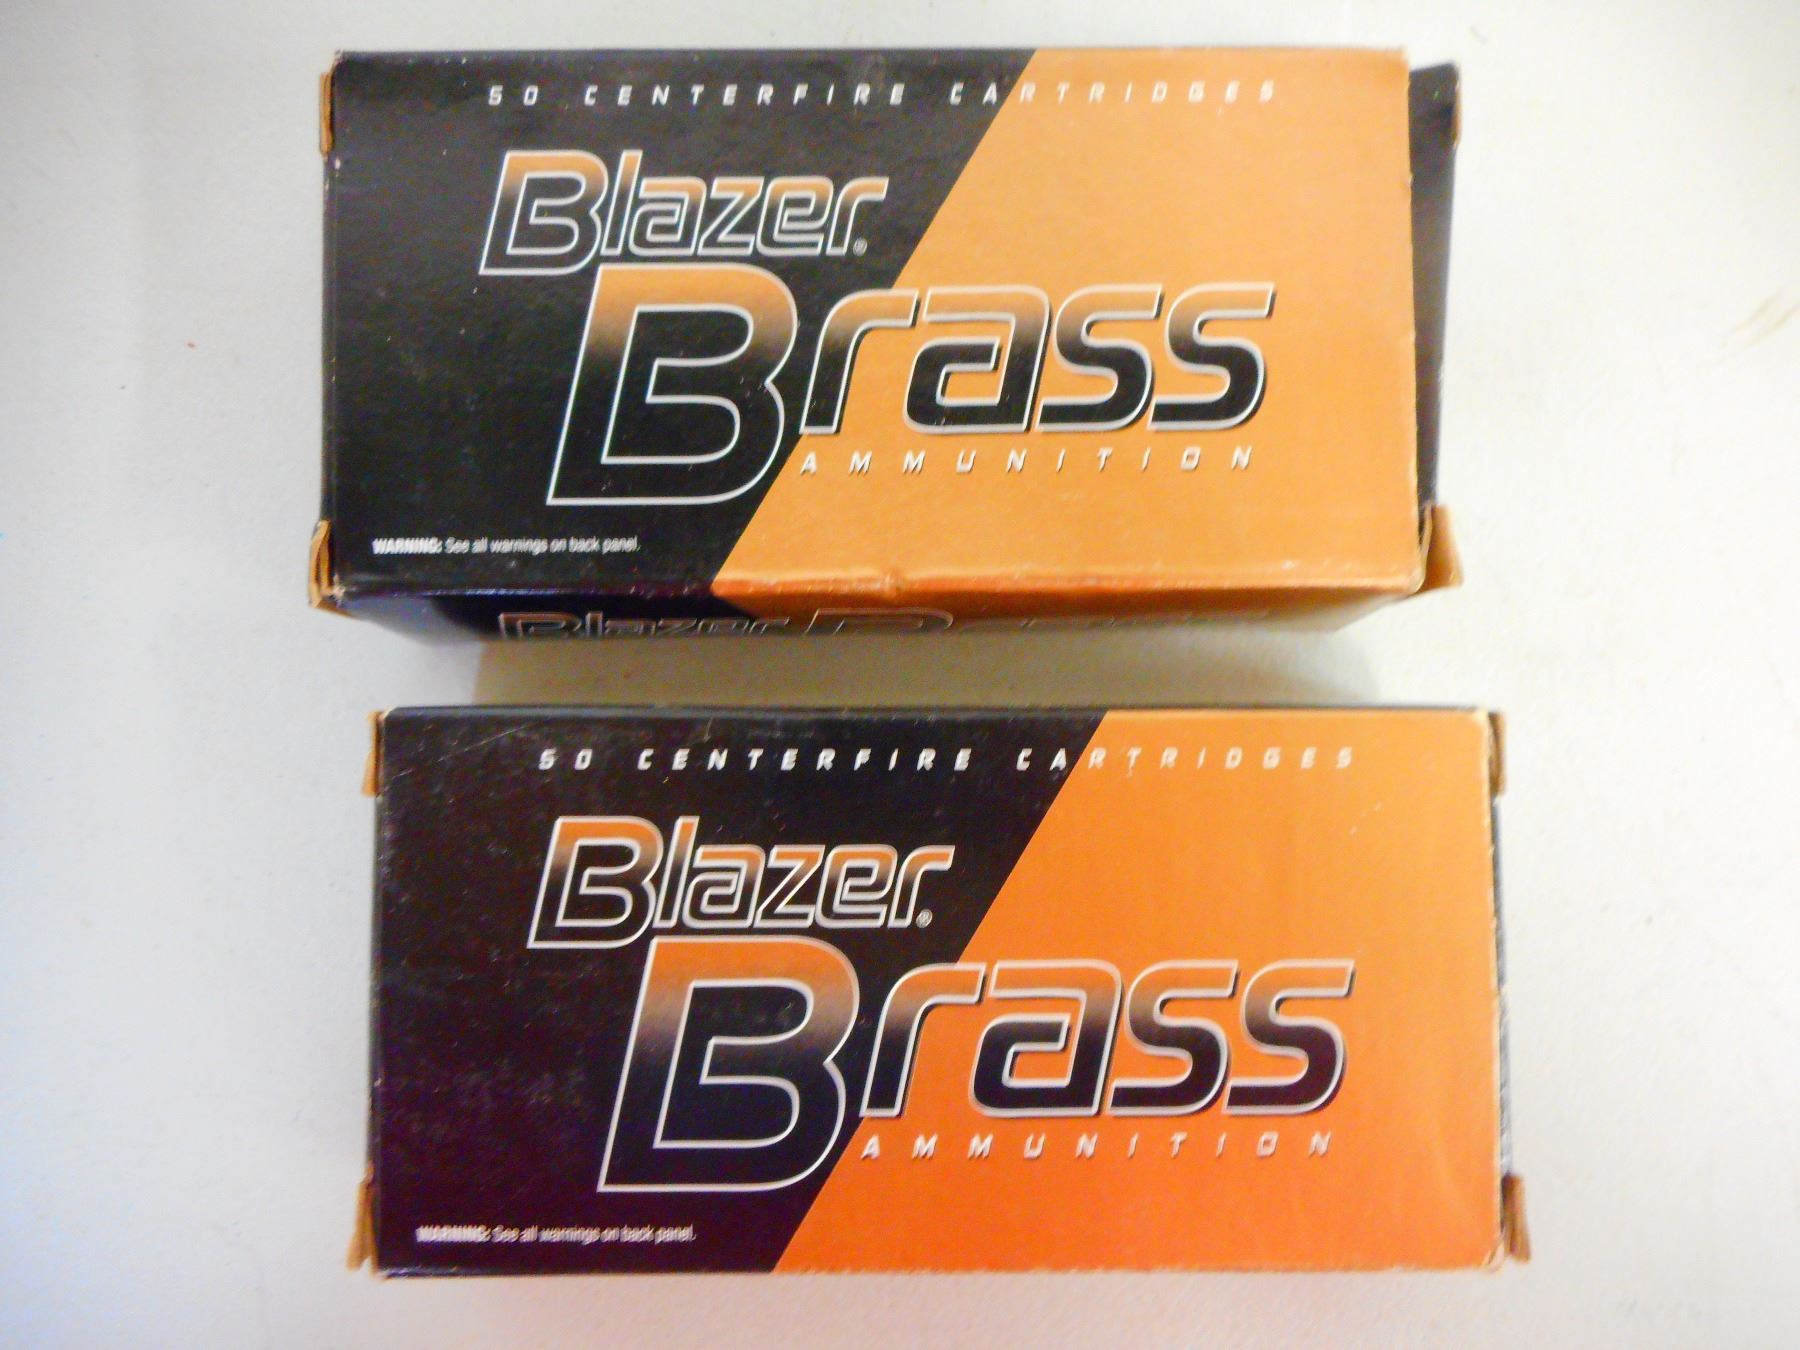 50 CENTERFIRE CARTRIDGES
Blazer®
Brass
AMMUNITION
WARNING: See all warnings on back panel.
Blazer
50 CENTERFIRE CARTRIDGES
Blazer®
Brass
AMMUNITION
WARNING: See all warnings on back panel.